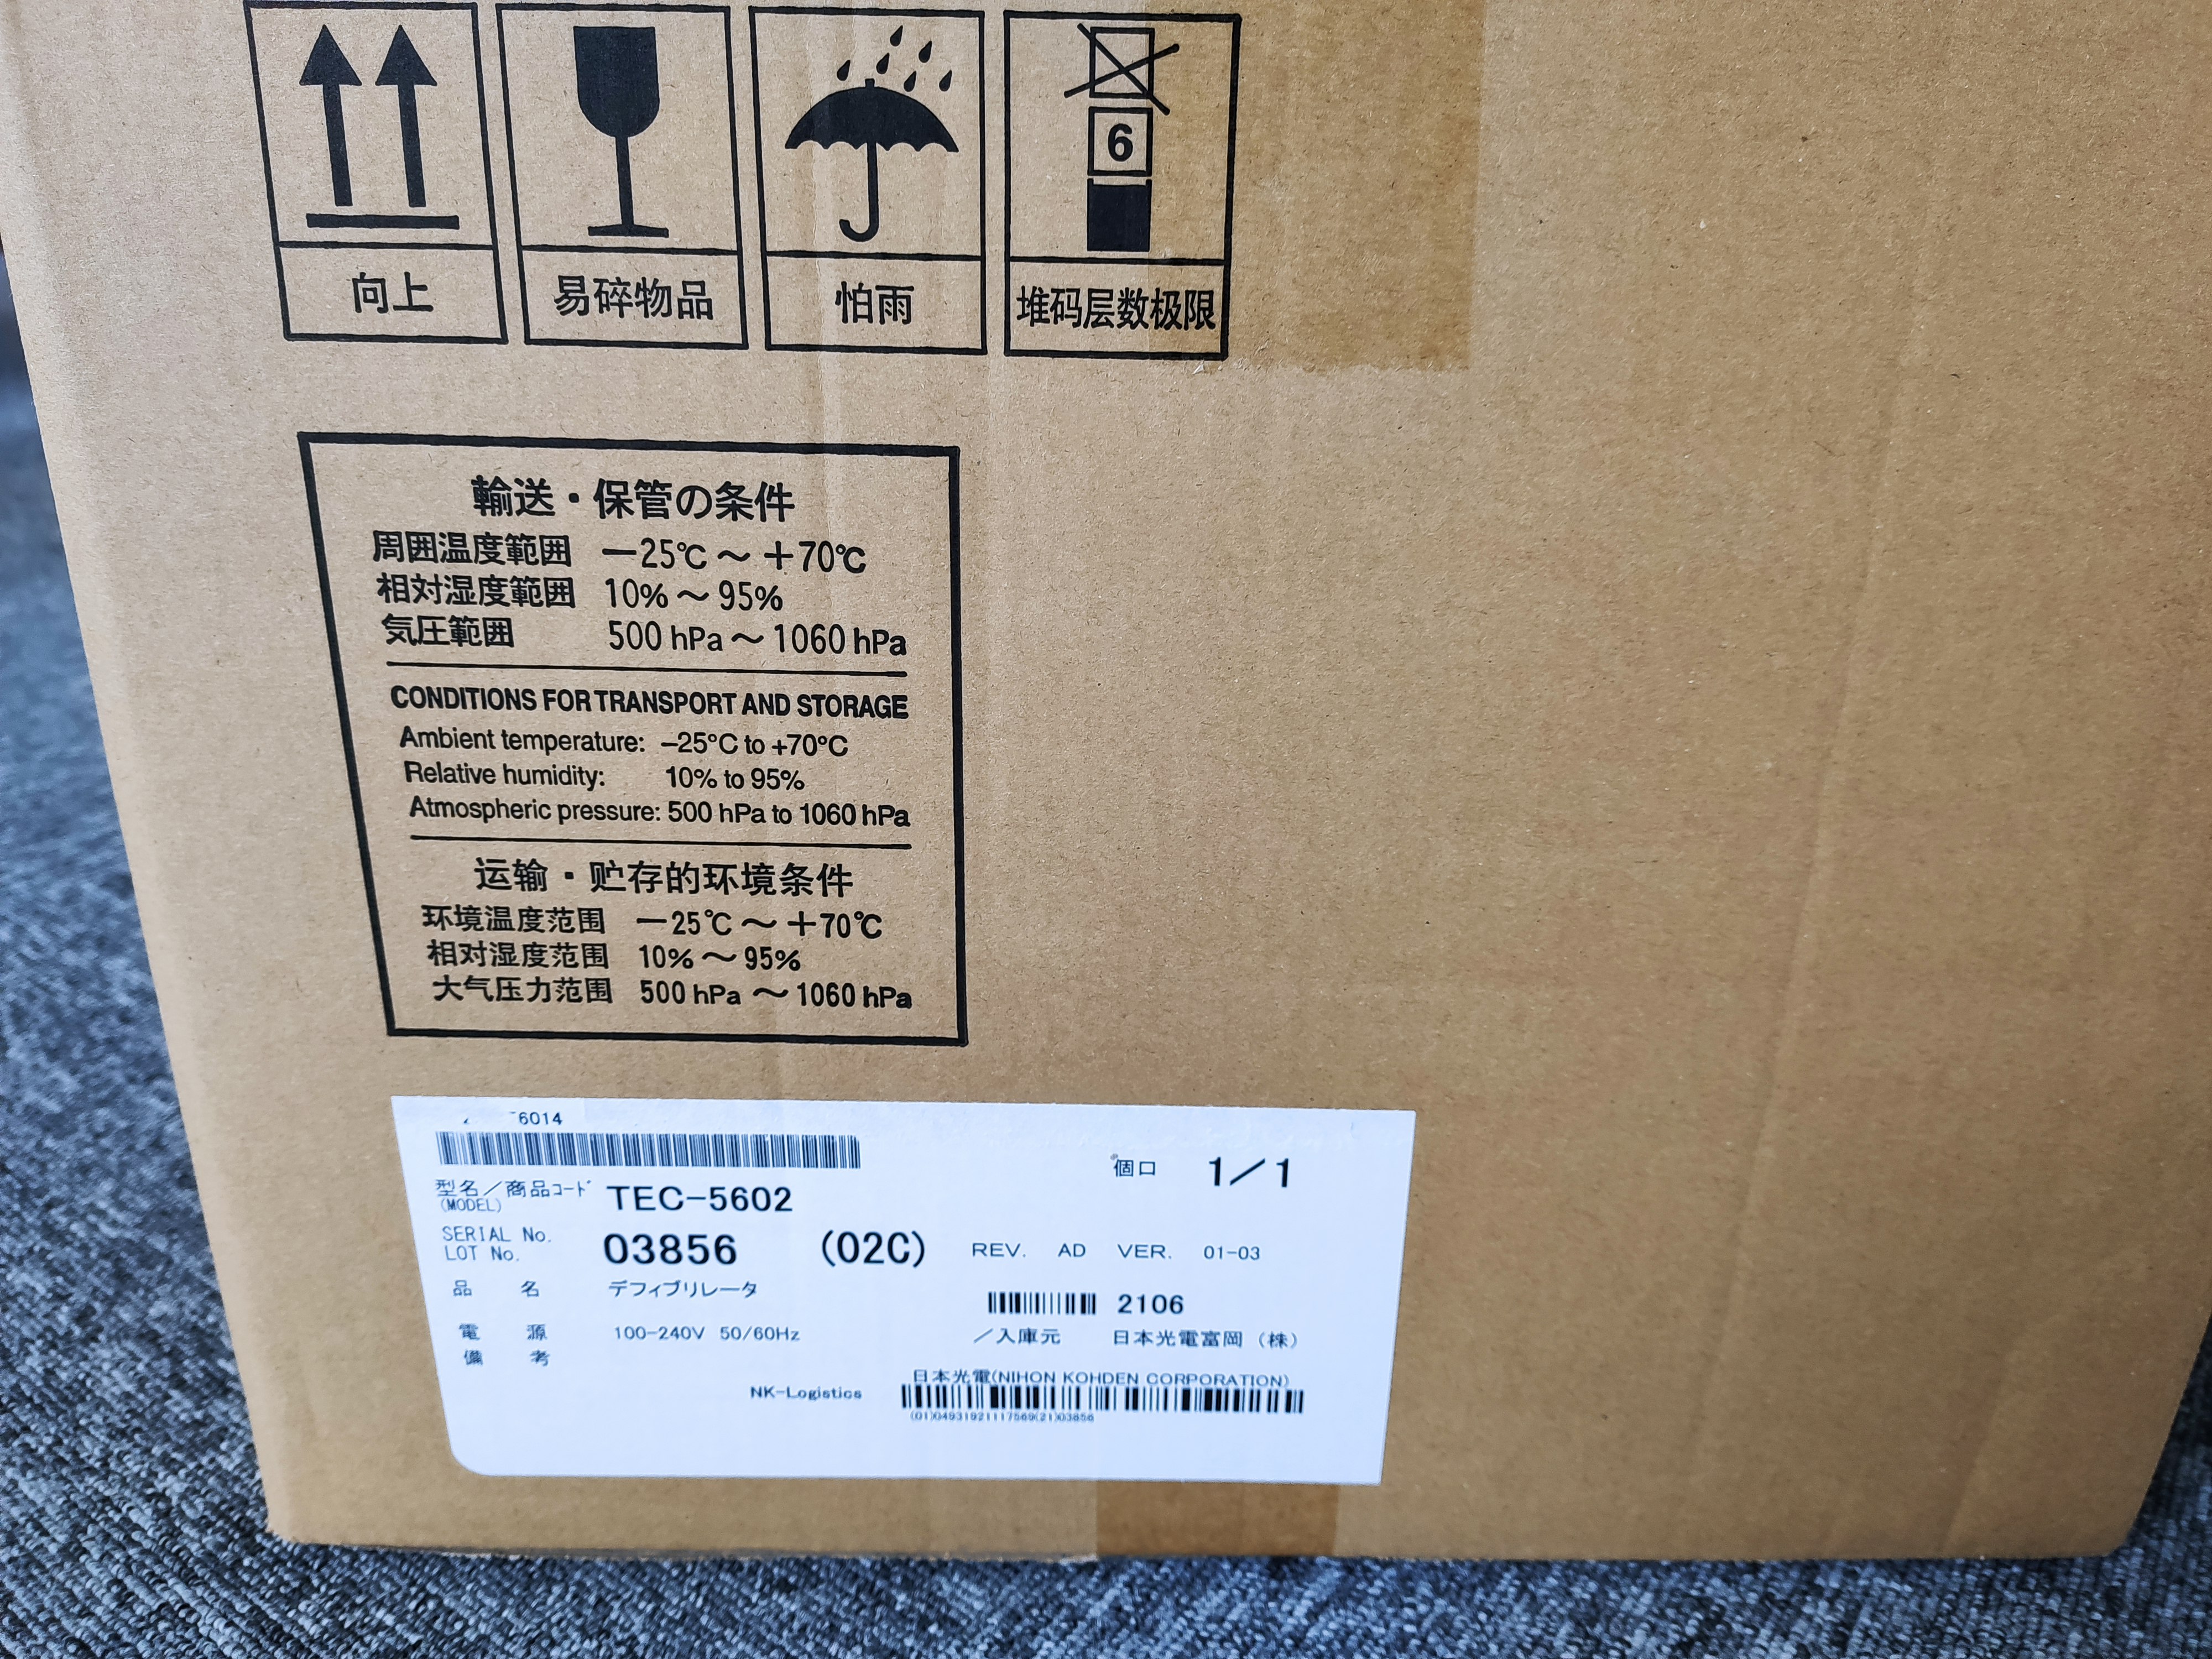 6
向上
易碎物品
怕雨
堆码层数极限
輸送・保管の条件
周囲温度範囲 −25℃〜+70℃
相対湿度範囲 10%〜95%
気圧範囲 500 hPa〜1060 hPa
CONDITIONS FOR TRANSPORT AND STORAGE
Ambient temperature: −25°C to +70°C
Relative humidity: 10% to 95%
Atmospheric pressure: 500 hPa to 1060 hPa
运输・贮存的环境条件
环境温度范围 −25℃〜+70℃
相对湿度范围 10%〜95%
大气压力范围 500 hPa〜1060 hPa
6014
個口 1/1
型名/商品コード TEC-5602
(MODEL)
SERIAL No.
LOT No.
03856 (02C) REV. AD VER. 01-03
品名 デフィブリレータ
2106
電源 100-240V 50/60Hz
/入庫元 日本光電富岡(株)
備考
日本光電(NIHON KOHDEN CORPORATION)
NK-Logistics
(01)04931921117569(21)03856